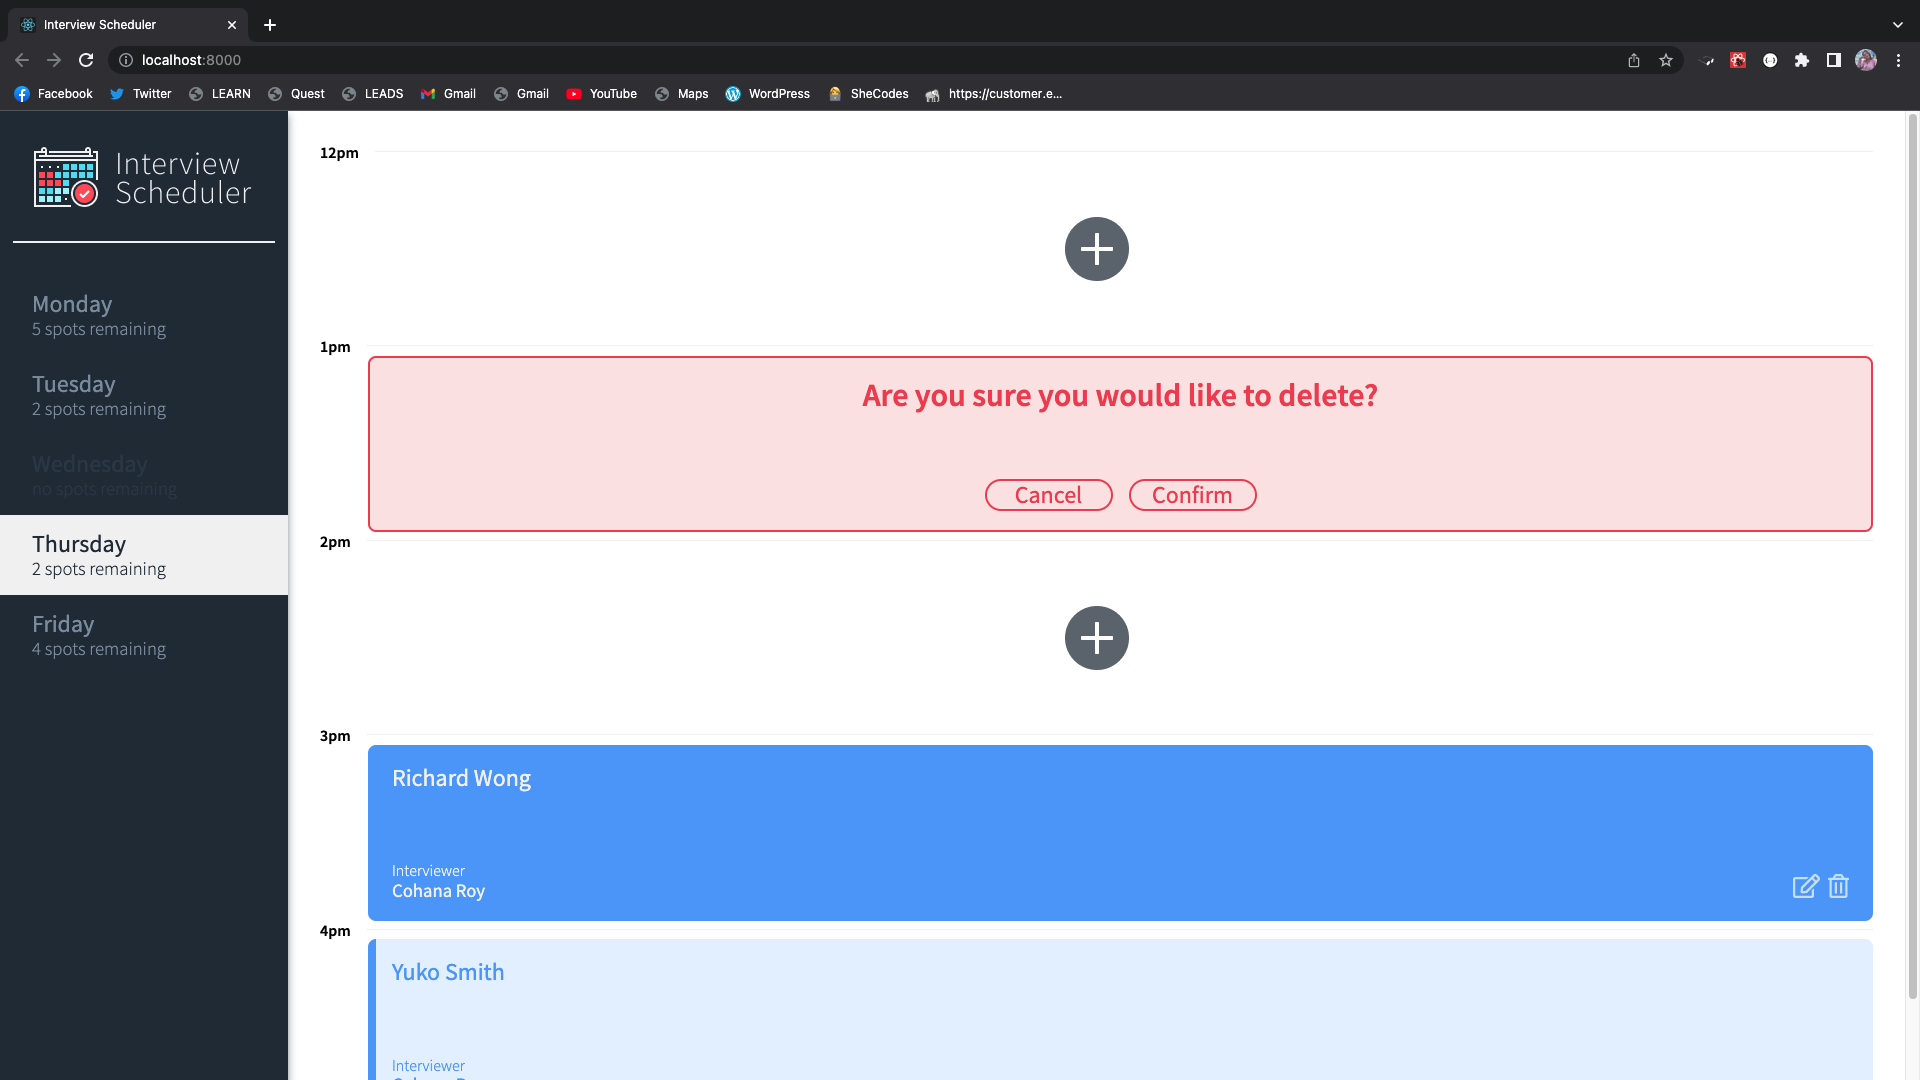 Interview Scheduler
localhost:8000
Facebook Twitter LEARN Quest LEADS Gmail Gmail YouTube Maps WordPress SheCodes https://customer.e...
Interview
Scheduler
Monday
5 spots remaining
Tuesday
2 spots remaining
Wednesday
no spots remaining
Thursday
2 spots remaining
Friday
4 spots remaining
12pm
1pm
Are you sure you would like to delete?
Cancel Confirm
2pm
3pm
Richard Wong
Interviewer
Cohana Roy
4pm
Yuko Smith
Interviewer